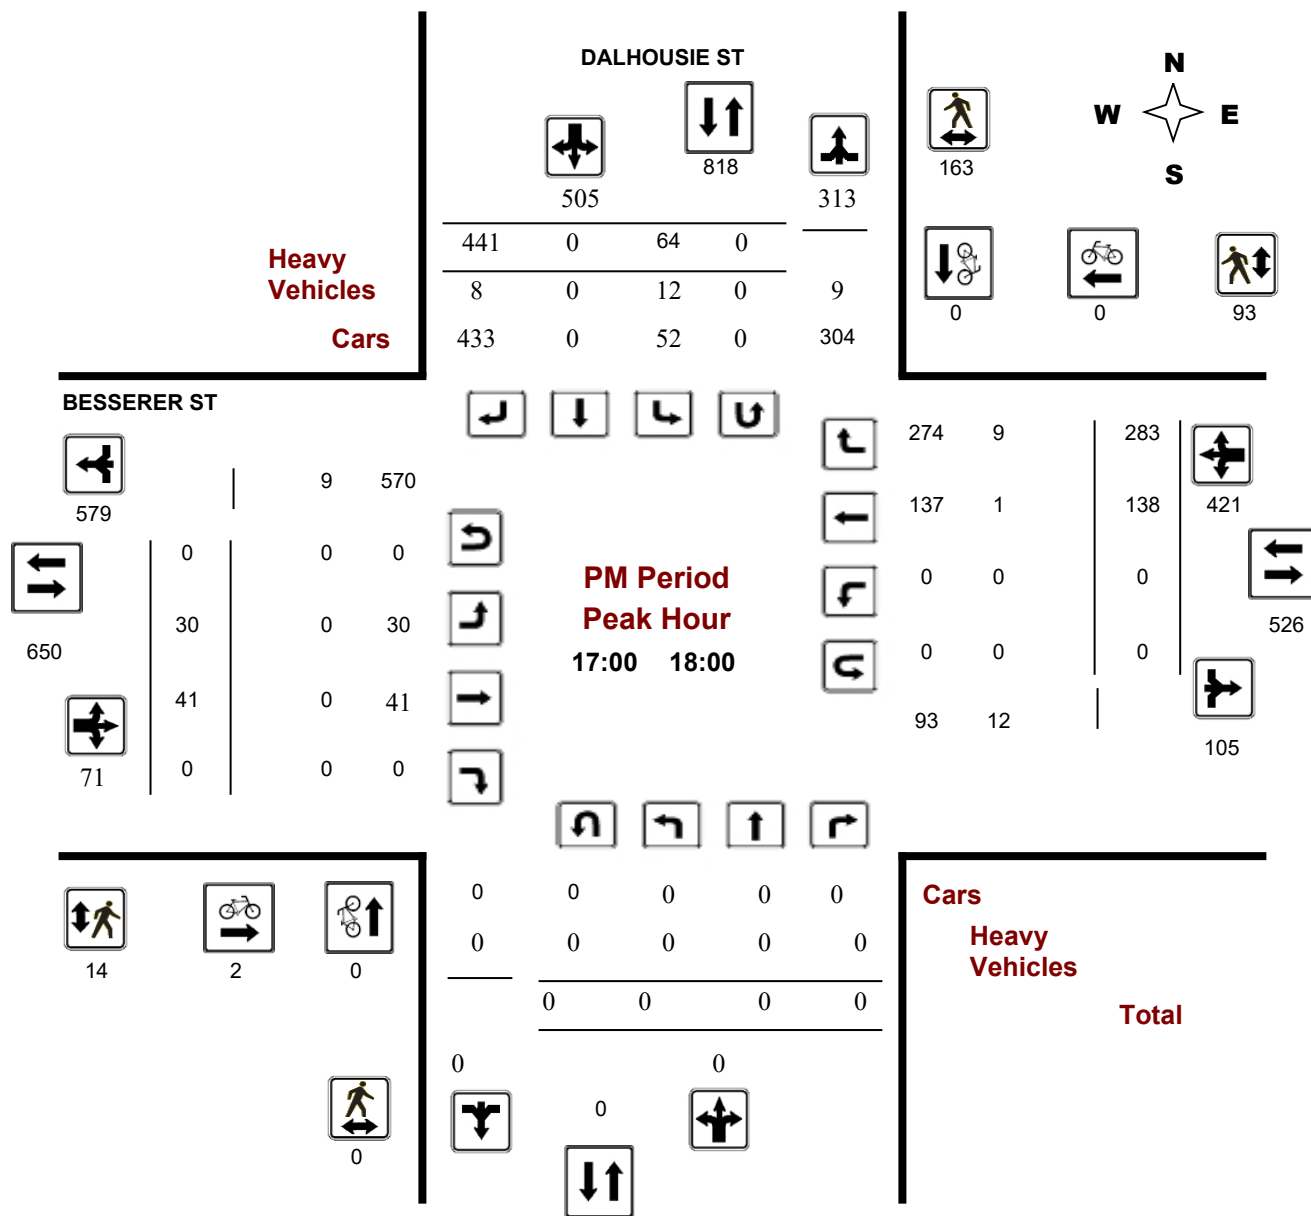 DALHOUSIE ST
N
W E
S
818
163
505
313
441 0 64 0
Heavy
Vehicles
8 0 12 0 9
Cars
433 0 52 0 304
0 0 93
BESSERER ST
274 9 283
9 570
579
137 1 138 421
0 0 0
PM Period
0 0 0
Peak Hour
30 0 30
526
650
17:00 18:00
0 0 0
41 0 41
93 12
105
71
0 0 0
0 0 0 0 0
Cars
0 0 0 0 0
Heavy
Vehicles
14 2 0
0 0 0 0
Total
0 0
0
0